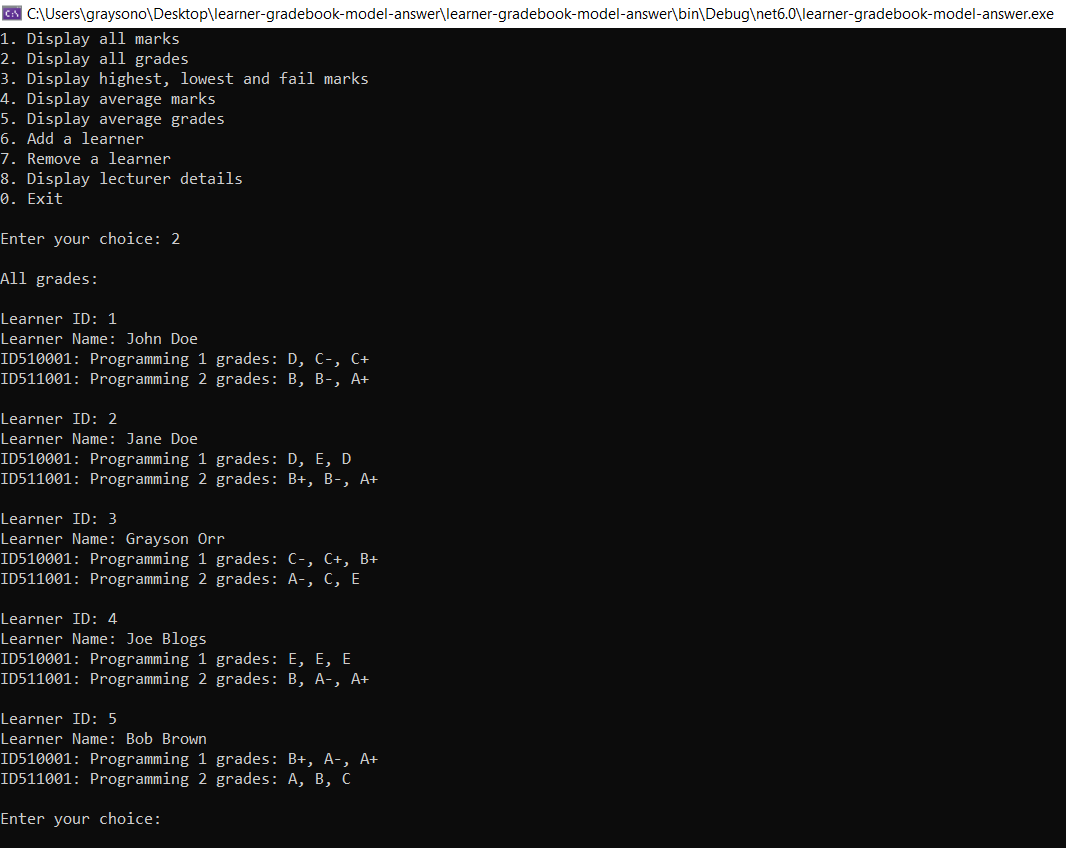 C:\Users\graysono\Desktop\learner-gradebook-model-answer\learner-gradebook-model-answer\bin\Debug\net6.0\learner-gradebook-model-answer.exe
1. Display all marks
2. Display all grades
3. Display highest, lowest and fail marks
4. Display average marks
5. Display average grades
6. Add a learner
7. Remove a learner
8. Display lecturer details
0. Exit
Enter your choice: 2
All grades:
Learner ID: 1
Learner Name: John Doe
ID510001: Programming 1 grades: D, C-, C+
ID511001: Programming 2 grades: B, B-, A+
Learner ID: 2
Learner Name: Jane Doe
ID510001: Programming 1 grades: D, E, D
ID511001: Programming 2 grades: B+, B-, A+
Learner ID: 3
Learner Name: Grayson Orr
ID510001: Programming 1 grades: C-, C+, B+
ID511001: Programming 2 grades: A-, C, E
Learner ID: 4
Learner Name: Joe Blogs
ID510001: Programming 1 grades: E, E, E
ID511001: Programming 2 grades: B, A-, A+
Learner ID: 5
Learner Name: Bob Brown
ID510001: Programming 1 grades: B+, A-, A+
ID511001: Programming 2 grades: A, B, C
Enter your choice: